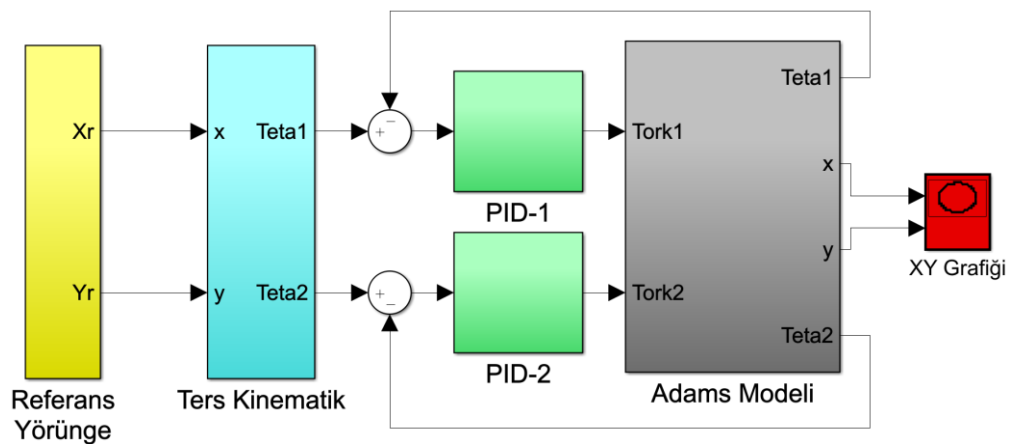 Xr
Yr
Referans
Yörünge
x
Teta1
y
Teta2
Ters Kinematik
+
−
+
−
PID-1
PID-2
Tork1
Tork2
Teta1
x
y
Teta2
Adams Modeli
XY Grafiği